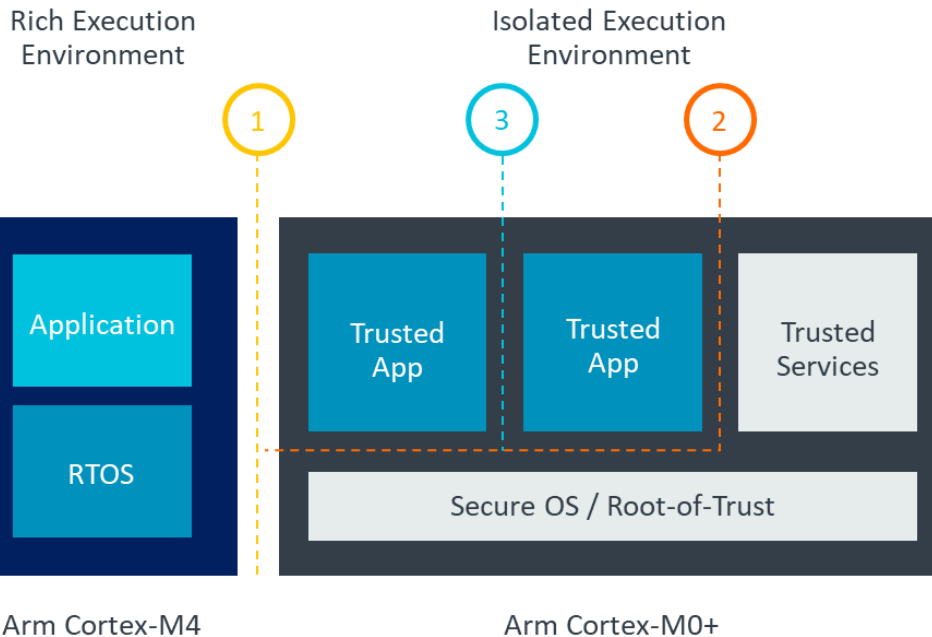 Rich Execution
Environment
Isolated Execution
Environment
1
3
2
Application
RTOS
Trusted
App
Trusted
App
Trusted
Services
Secure OS / Root-of-Trust
Arm Cortex-M4
Arm Cortex-M0+